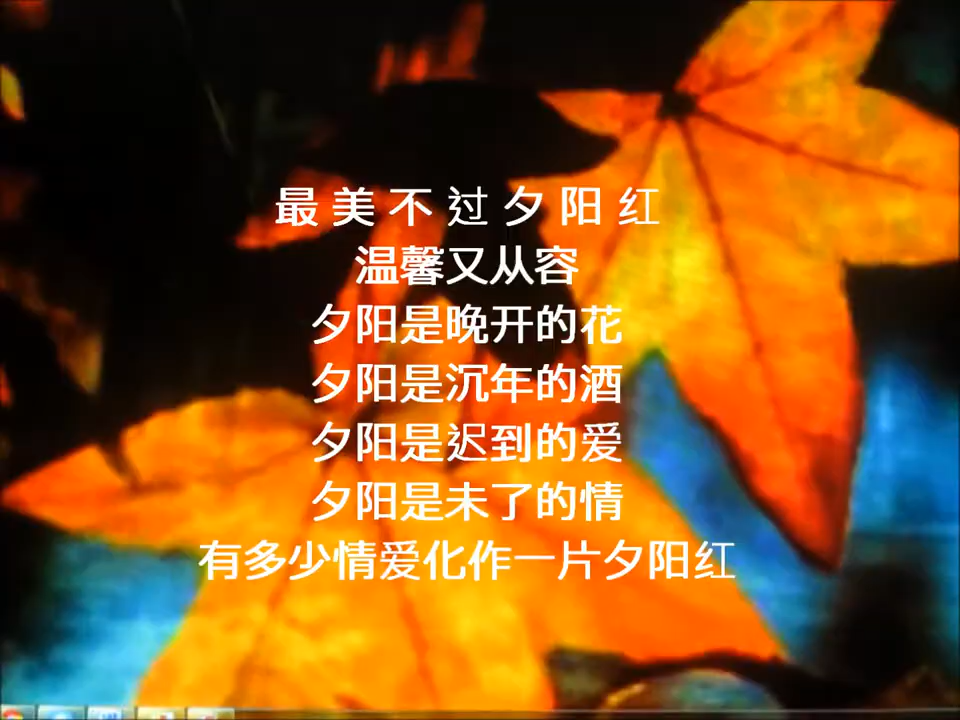 最美不过夕阳红
温馨又从容
夕阳是晚开的花
夕阳是沉年的酒
夕阳是迟到的爱
夕阳是未了的情
有多少情爱化作一片夕阳红